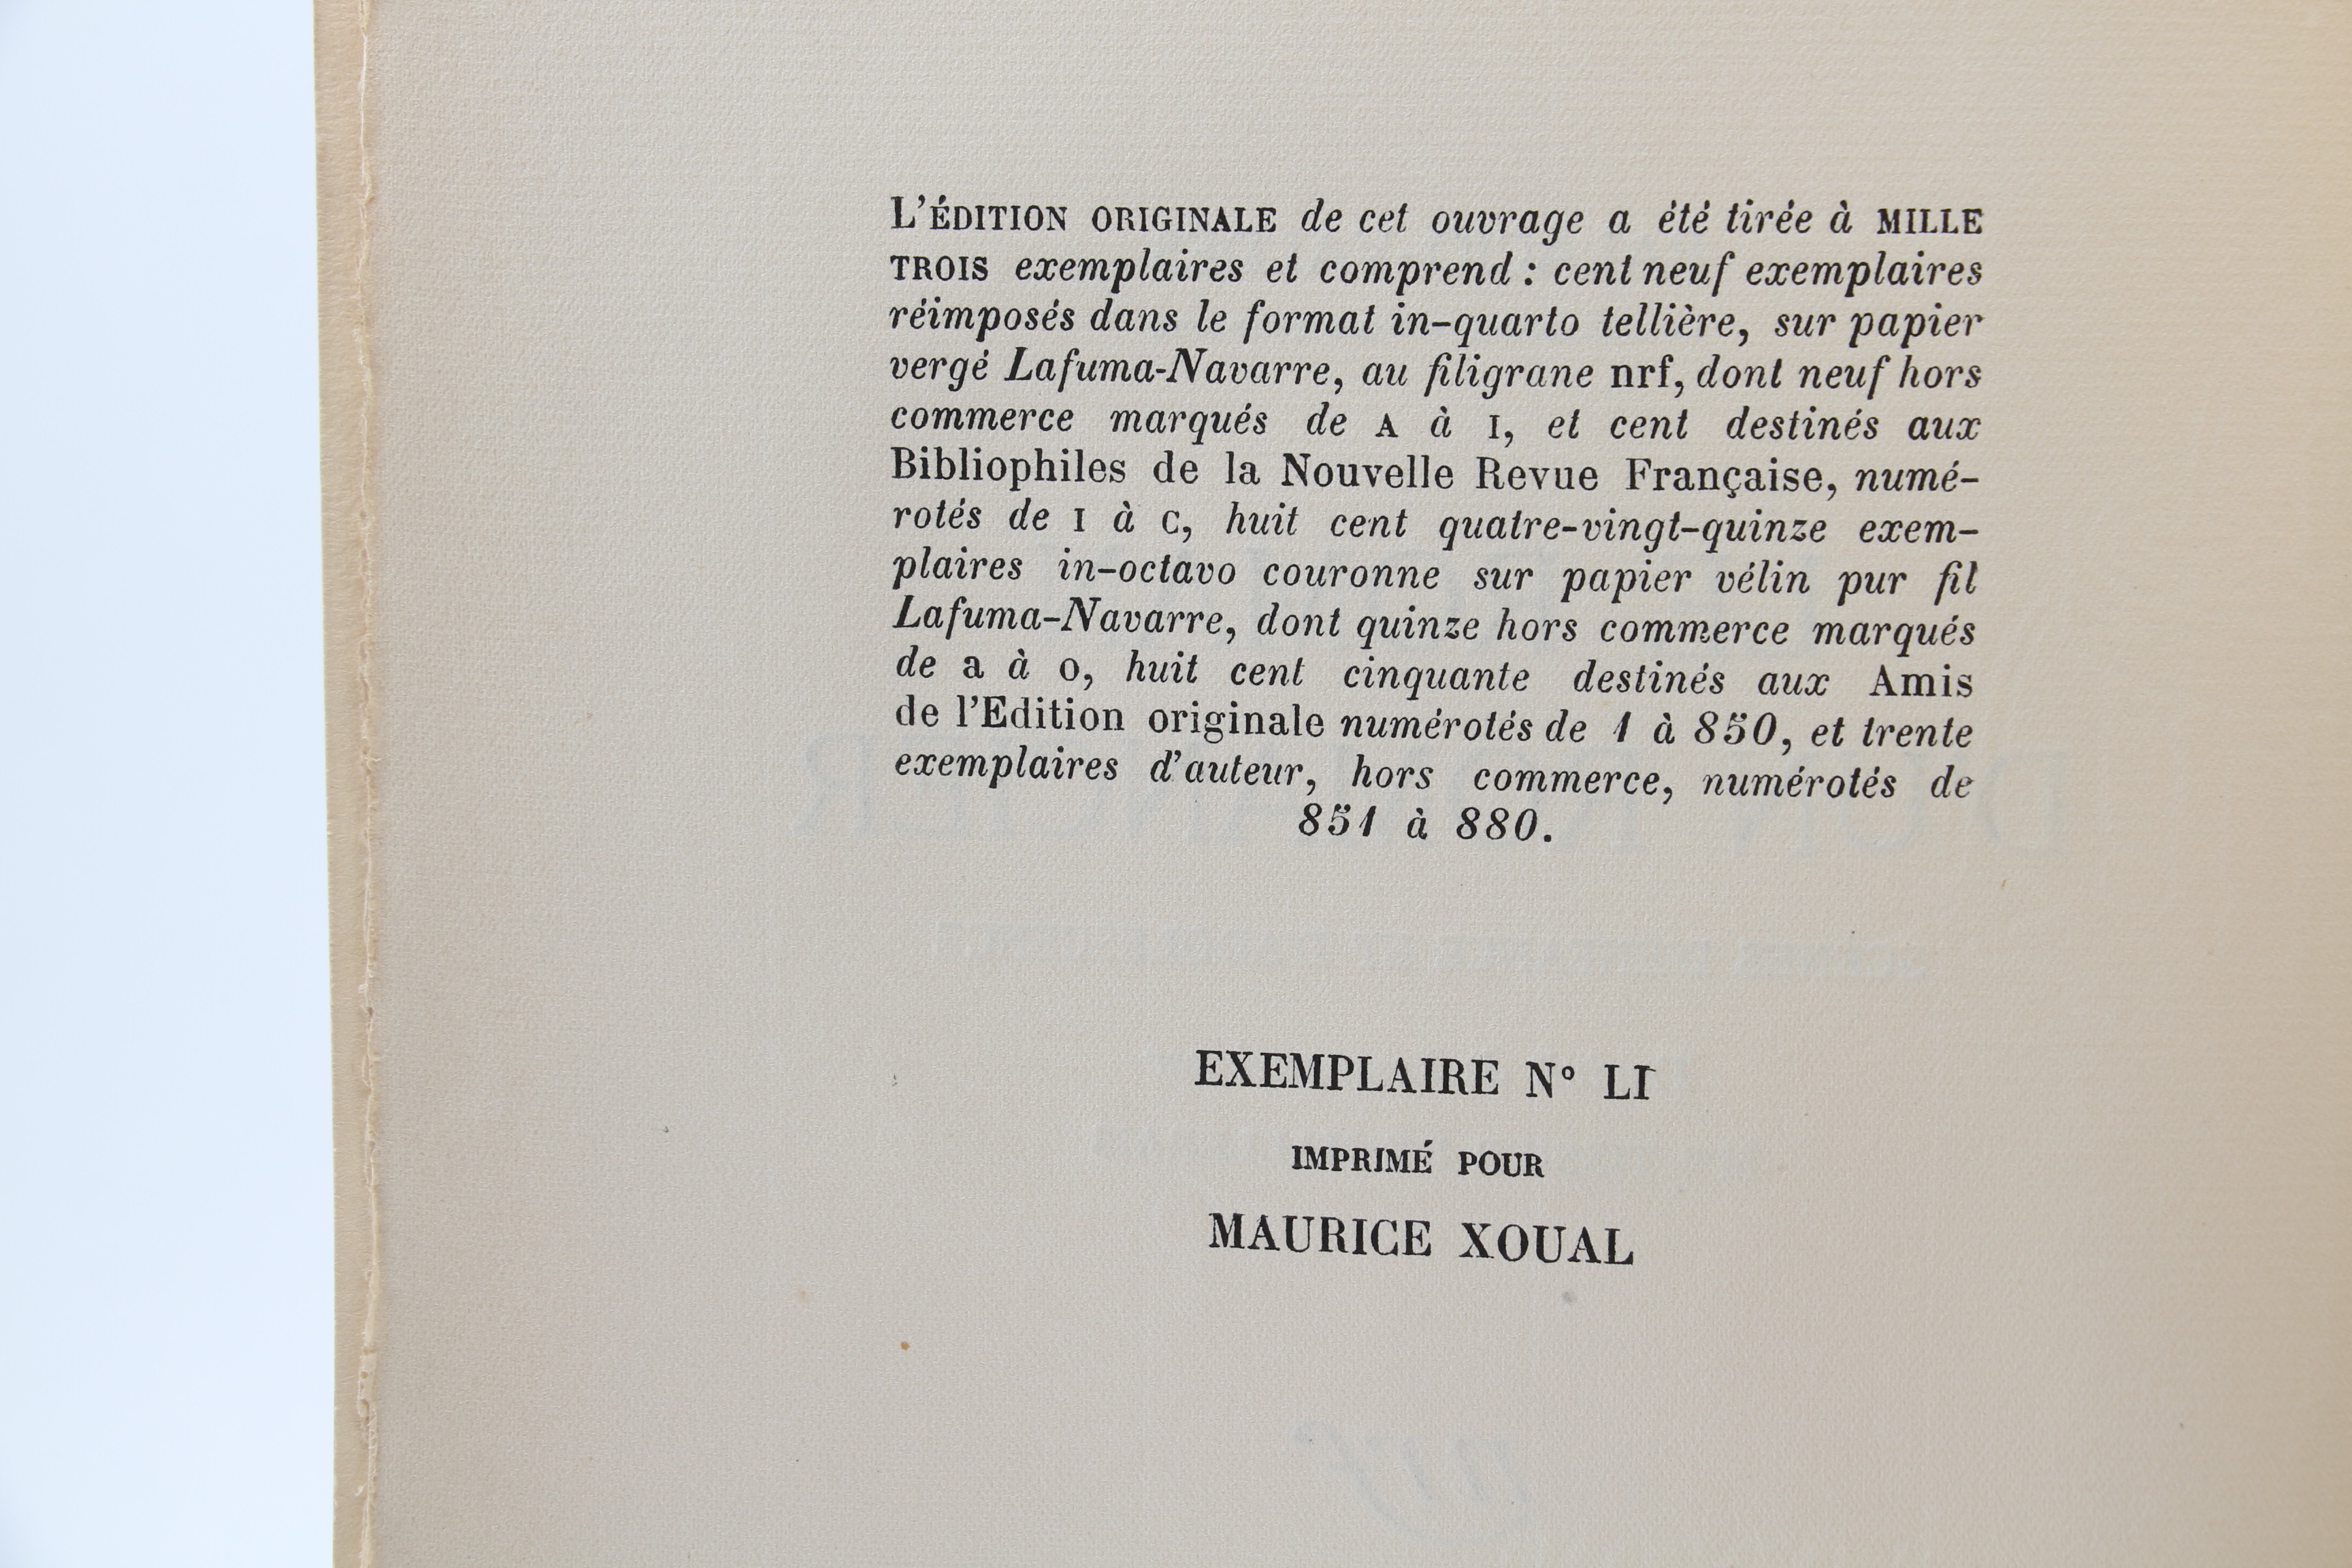 L'ÉDITION ORIGINALE de cet ouvrage a été tirée à MILLE
TROIS exemplaires et comprend : cent neuf exemplaires
réimposés dans le format in-quarto tellière, sur papier
vergé Lafuma-Navarre, au filigrane nrf, dont neuf hors
commerce marqués de A à I, et cent destinés aux
Bibliophiles de la Nouvelle Revue Française, numé-
rotés de I à C, huit cent quatre-vingt-quinze exem-
plaires in-octavo couronne sur papier vélin pur fil
Lafuma-Navarre, dont quinze hors commerce marqués
de a à o, huit cent cinquante destinés aux Amis
de l'Edition originale numérotés de 1 à 850, et trente
exemplaires d'auteur, hors commerce, numérotés de
851 à 880.
EXEMPLAIRE N° LI
IMPRIMÉ POUR
MAURICE XOUAL